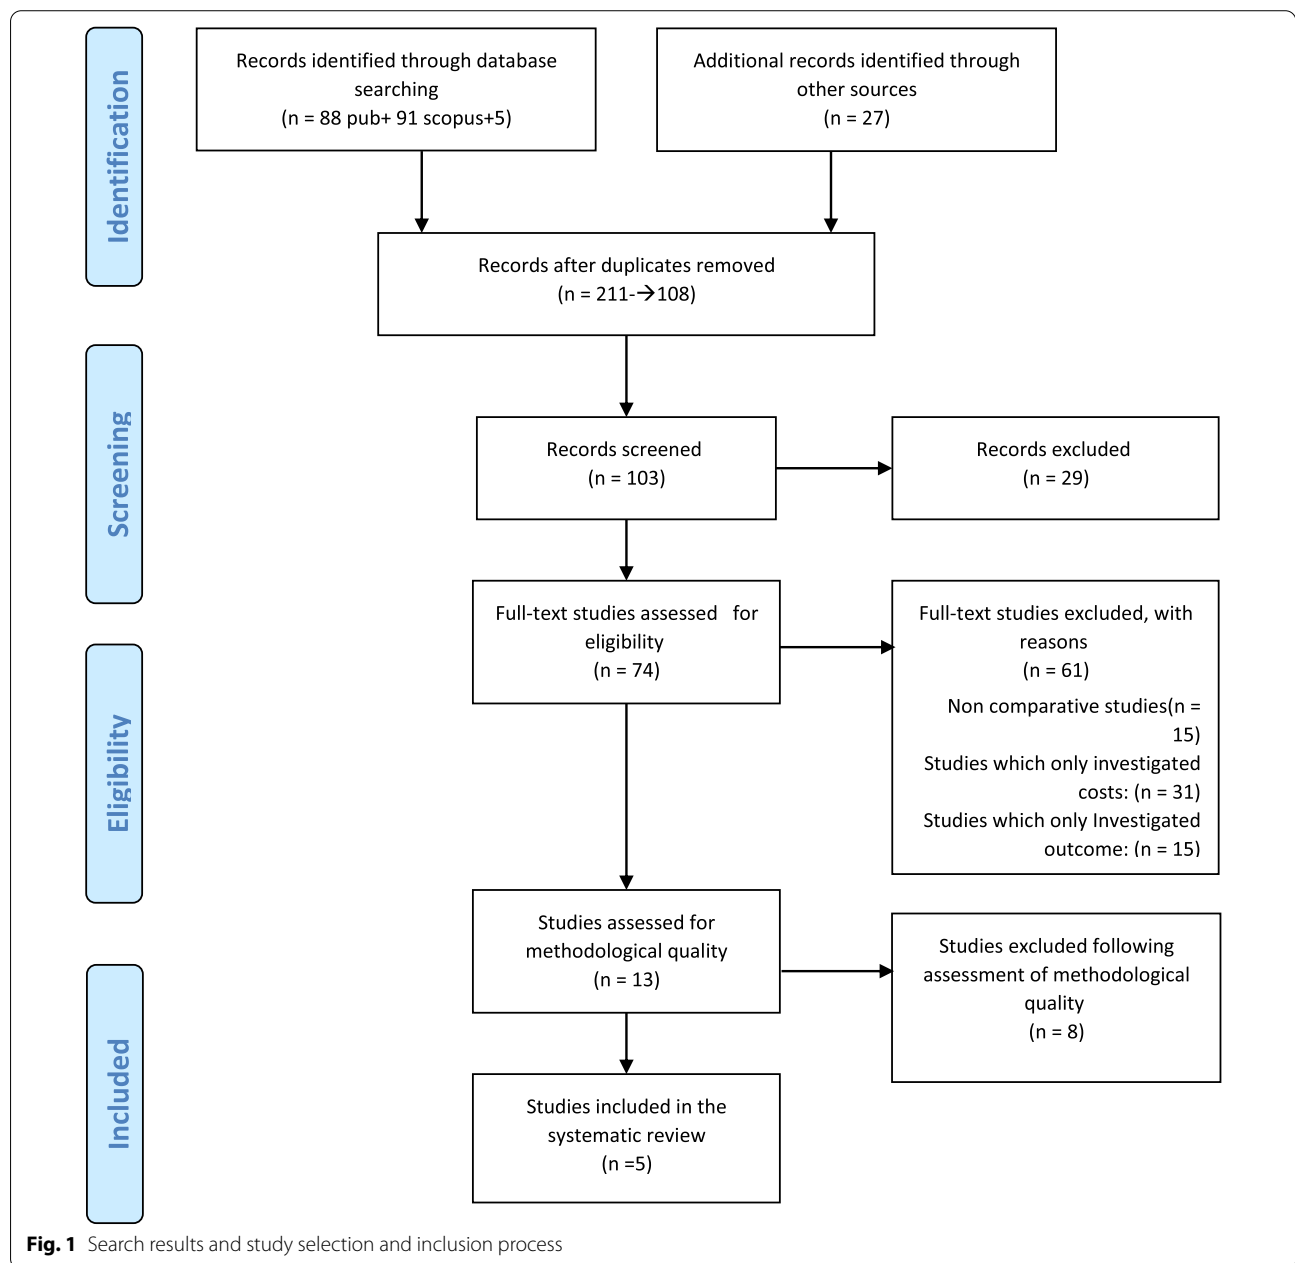 Identification
Records identified through database
searching
(n = 88 pub+ 91 scopus+5)
Additional records identified through
other sources
(n = 27)
Records after duplicates removed
(n = 211-→108)
Screening
Records screened
(n = 103)
Records excluded
(n = 29)
Eligibility
Full-text studies assessed for
eligibility
(n = 74)
Full-text studies excluded, with
reasons
(n = 61)
Non comparative studies(n =
15)
Studies which only investigated
costs: (n = 31)
Studies which only Investigated
outcome: (n = 15)
Studies assessed for
methodological quality
(n = 13)
Studies excluded following
assessment of methodological
quality
(n = 8)
Included
Studies included in the
systematic review
(n =5)
Fig. 1 Search results and study selection and inclusion process